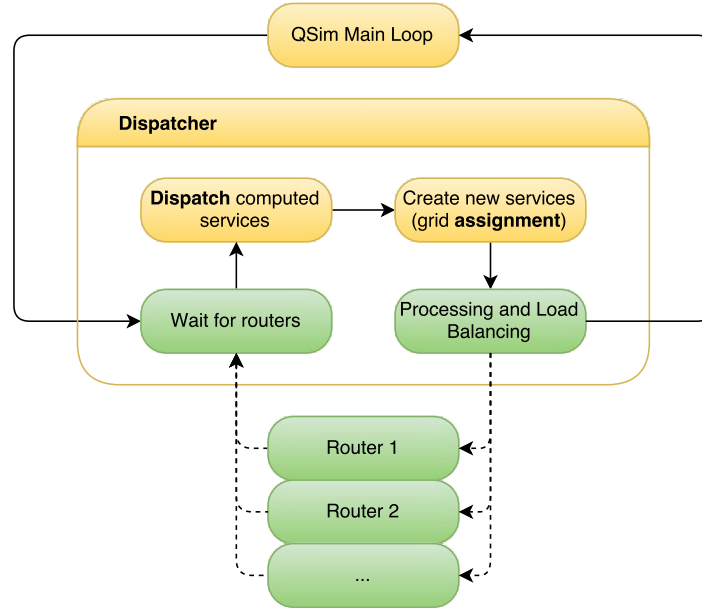 QSim Main Loop
Dispatcher
Dispatch computed
services
Create new services
(grid assignment)
Wait for routers
Processing and Load
Balancing
Router 1
Router 2
...